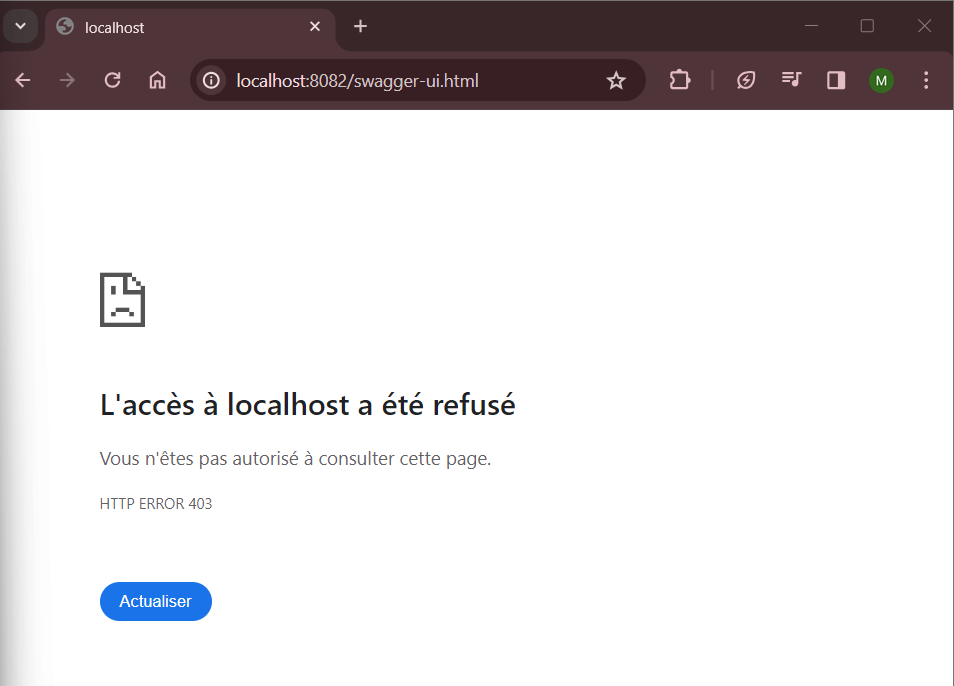 localhost
localhost:8082/swagger-ui.html
M
L'accès à localhost a été refusé
Vous n'êtes pas autorisé à consulter cette page.
HTTP ERROR 403
Actualiser